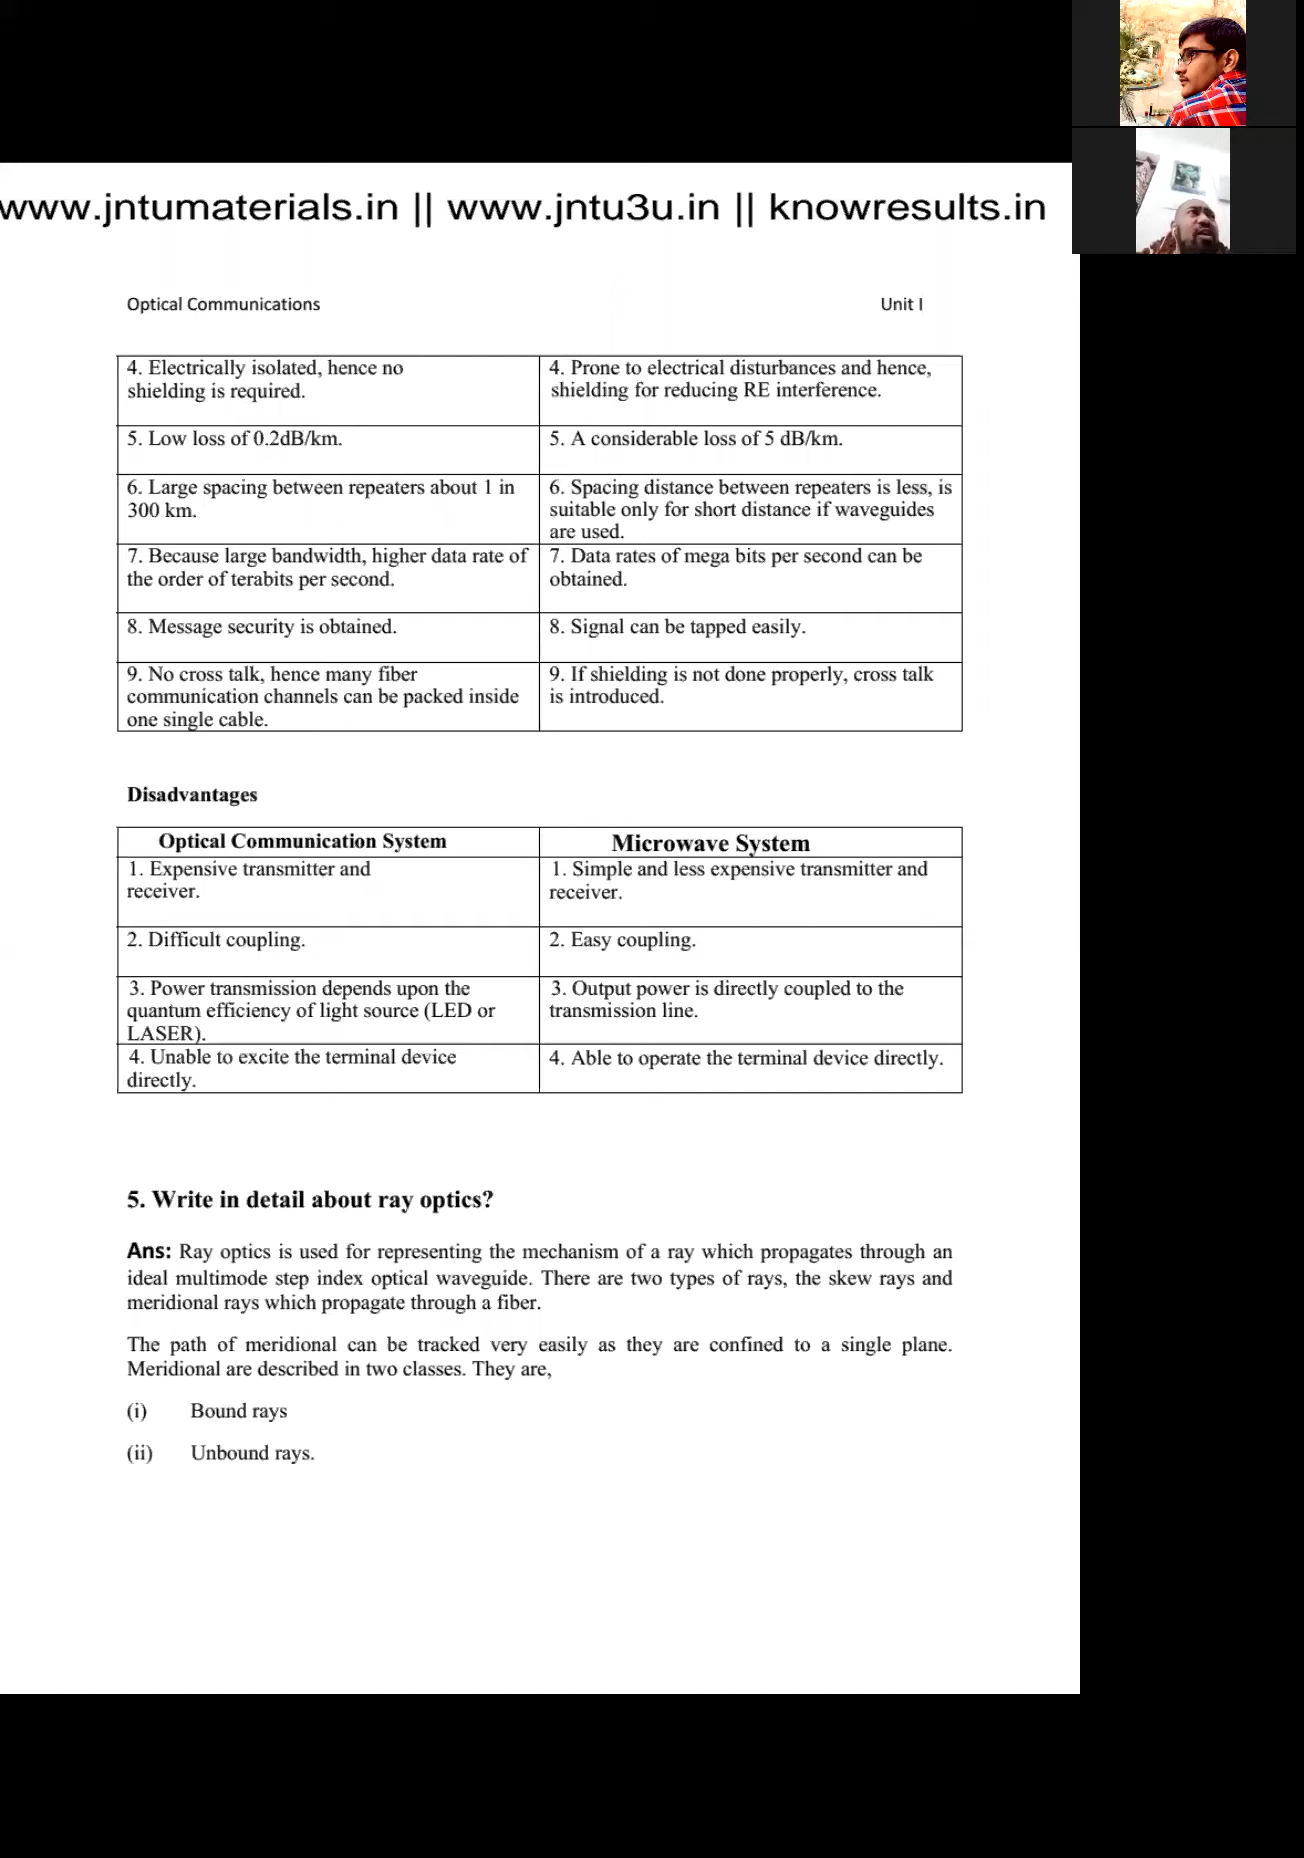 www.jntumaterials.in || www.jntu3u.in || knowresults.in
Optical Communications
Unit I
4. Electrically isolated, hence no
shielding is required.
4. Prone to electrical disturbances and hence,
shielding for reducing RE interference.
5. Low loss of 0.2dB/km.
5. A considerable loss of 5 dB/km.
6. Large spacing between repeaters about 1 in
300 km.
6. Spacing distance between repeaters is less, is
suitable only for short distance if waveguides
are used.
7. Because large bandwidth, higher data rate of
the order of terabits per second.
7. Data rates of mega bits per second can be
obtained.
8. Message security is obtained.
8. Signal can be tapped easily.
9. No cross talk, hence many fiber
communication channels can be packed inside
one single cable.
9. If shielding is not done properly, cross talk
is introduced.
Disadvantages
Optical Communication System
Microwave System
1. Expensive transmitter and
receiver.
1. Simple and less expensive transmitter and
receiver.
2. Difficult coupling.
2. Easy coupling.
3. Power transmission depends upon the
quantum efficiency of light source (LED or
LASER).
3. Output power is directly coupled to the
transmission line.
4. Unable to excite the terminal device
directly.
4. Able to operate the terminal device directly.
5. Write in detail about ray optics?
Ans: Ray optics is used for representing the mechanism of a ray which propagates through an
ideal multimode step index optical waveguide. There are two types of rays, the skew rays and
meridional rays which propagate through a fiber.
The path of meridional can be tracked very easily as they are confined to a single plane.
Meridional are described in two classes. They are,
(i) Bound rays
(ii) Unbound rays.